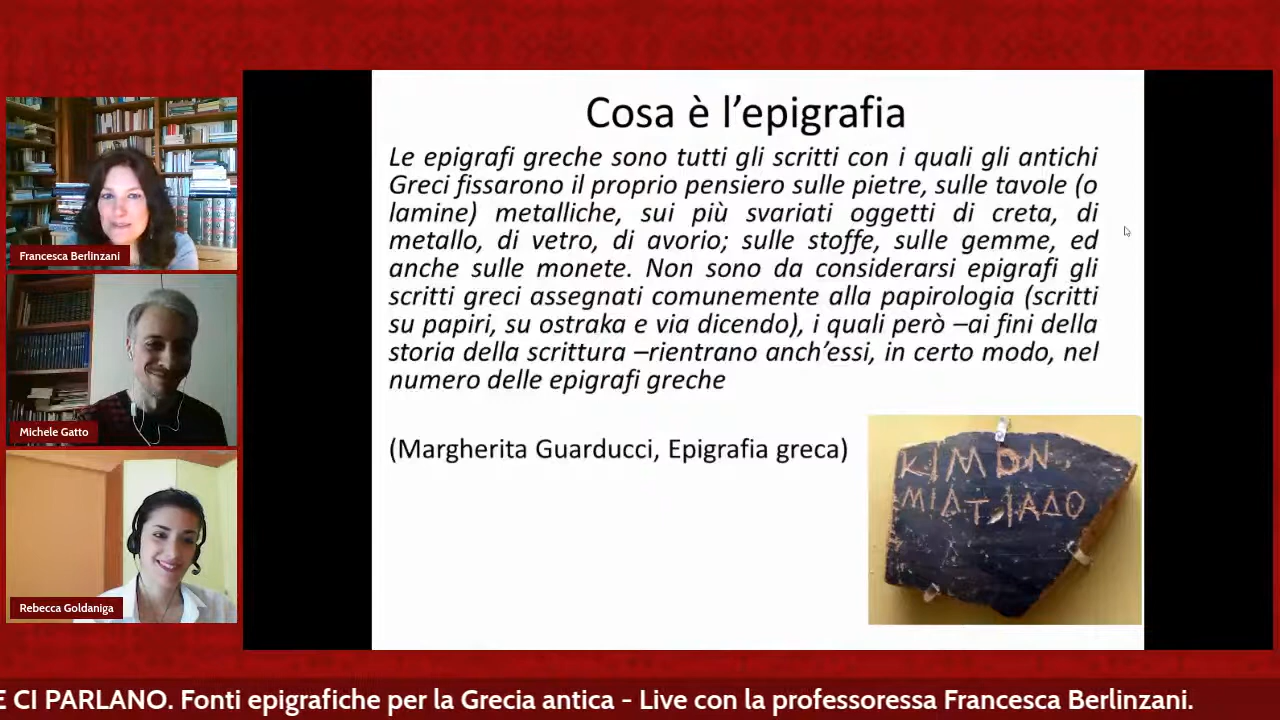 Cosa è l’epigrafia
Le epigrafi greche sono tutti gli scritti con i quali gli antichi
Greci fissarono il proprio pensiero sulle pietre, sulle tavole (o
lamine) metalliche, sui più svariati oggetti di creta, di
metallo, di vetro, di avorio; sulle stoffe, sulle gemme, ed
anche sulle monete. Non sono da considerarsi epigrafi gli
scritti greci assegnati comunemente alla papirologia (scritti
su papiri, su ostraka e via dicendo), i quali però –ai fini della
storia della scrittura –rientrano anch’essi, in certo modo, nel
numero delle epigrafi greche
(Margherita Guarducci, Epigrafia greca)
ΚΙΜΟΝ
ΜΙΛΤΙΑΔΟ
Francesca Berlinzani
Michele Gatto
Rebecca Goldaniga
E CI PARLANO. Fonti epigrafiche per la Grecia antica - Live con la professoressa Francesca Berlinzani.